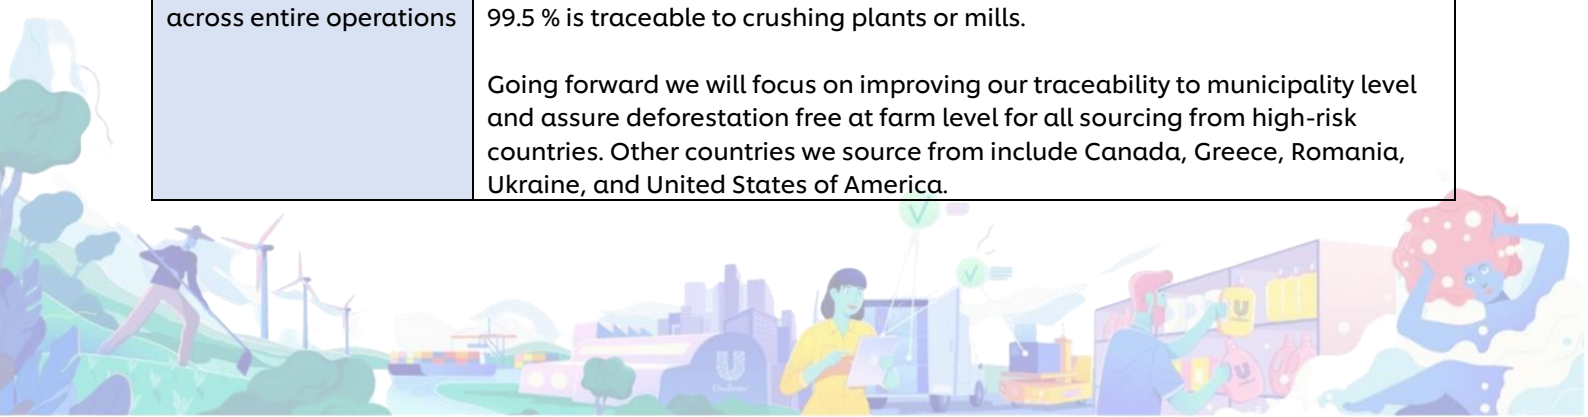 across entire operations
99.5 % is traceable to crushing plants or mills.
Going forward we will focus on improving our traceability to municipality level
and assure deforestation free at farm level for all sourcing from high-risk
countries. Other countries we source from include Canada, Greece, Romania,
Ukraine, and United States of America.
Unilever